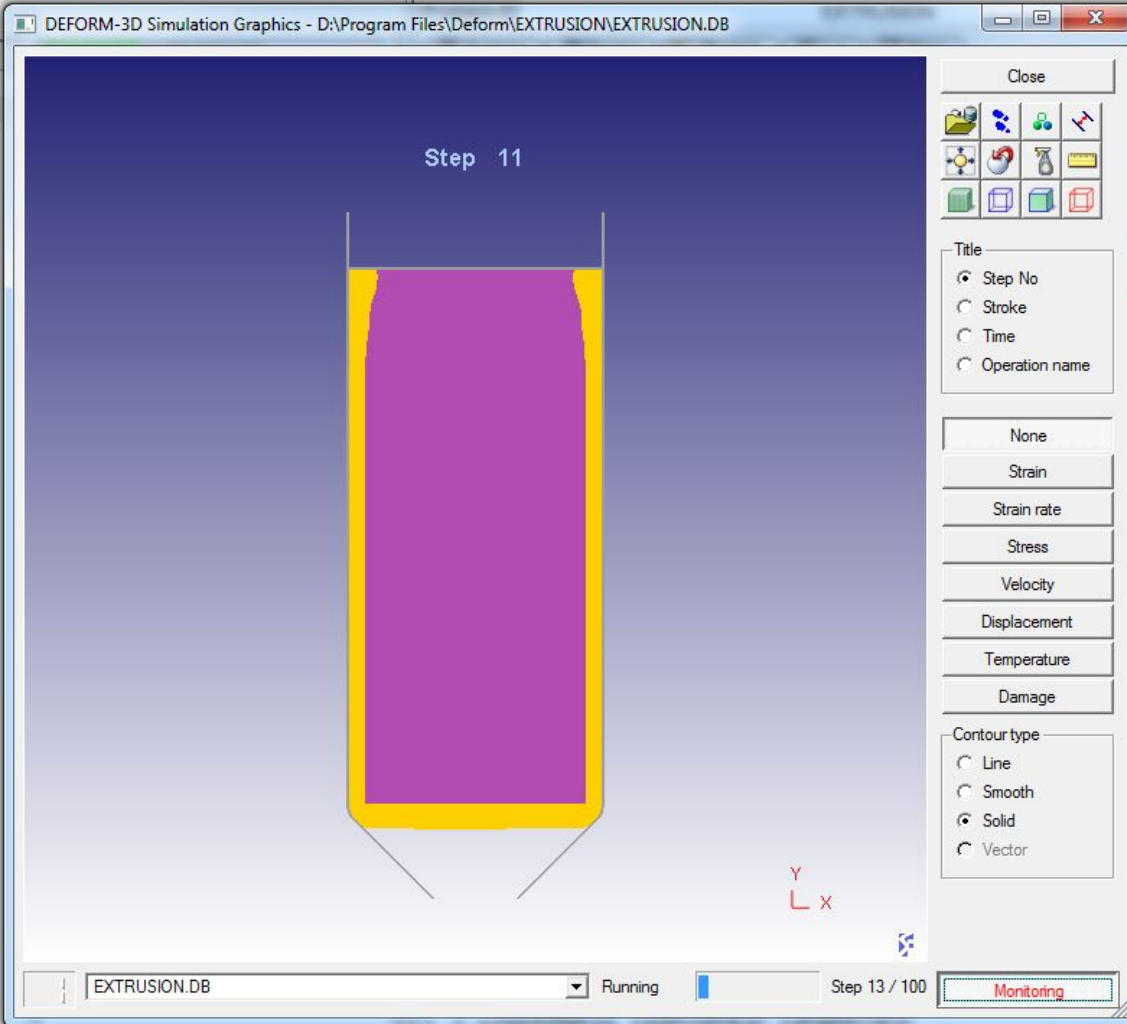 DEFORM-3D Simulation Graphics - D:\Program Files\Deform\EXTRUSION\EXTRUSION.DB
Close
Step 11
Title
Step No
Stroke
Time
Operation name
None
Strain
Strain rate
Stress
Velocity
Displacement
Temperature
Damage
Contour type
Line
Smooth
Solid
Vector
Y
X
EXTRUSION.DB
Running
Step 13 / 100
Monitoring